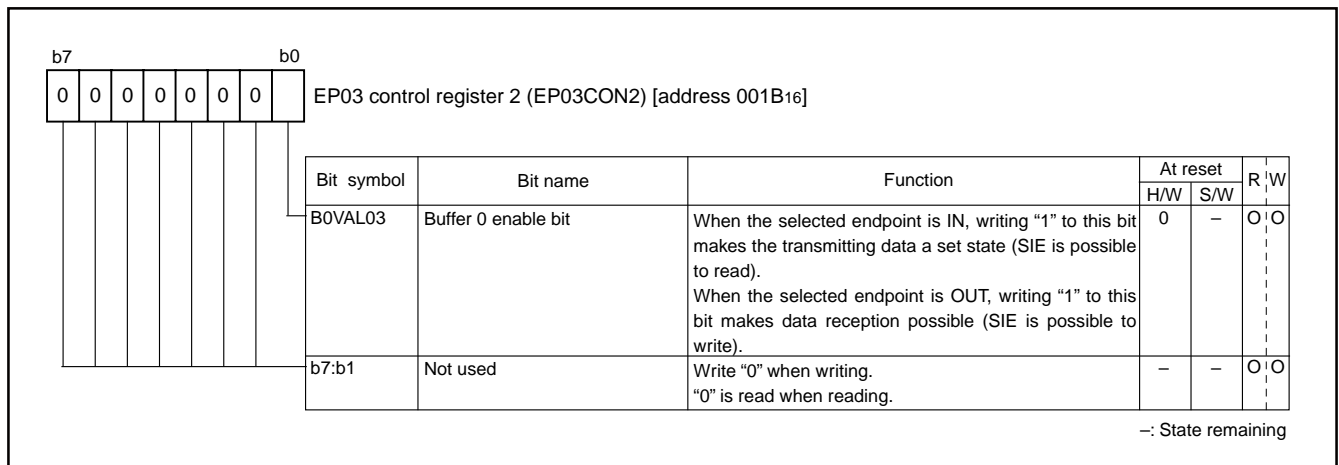 b7 b0
0 0 0 0 0 0 0 EP03 control register 2 (EP03CON2) [address 001B16]
Bit symbol Bit name Function At reset R W
H/W S/W
B0VAL03 Buffer 0 enable bit When the selected endpoint is IN, writing “1” to this bit 0 – O O
makes the transmitting data a set state (SIE is possible
to read).
When the selected endpoint is OUT, writing “1” to this
bit makes data reception possible (SIE is possible to
write).
b7:b1 Not used Write “0” when writing. – – O O
“0” is read when reading.
–: State remaining